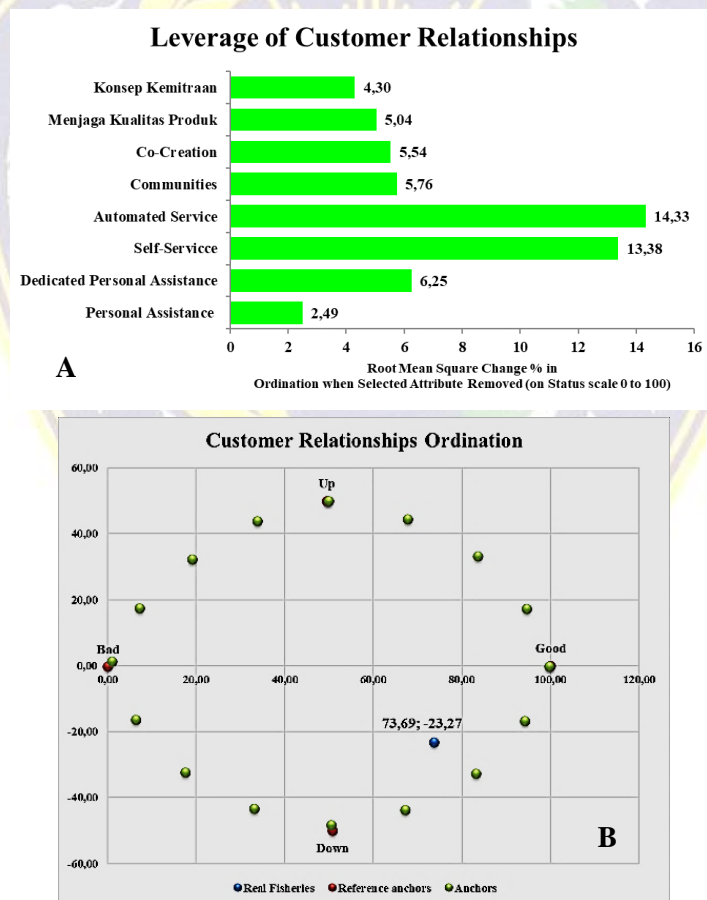 Leverage of Customer Relationships
Konsep Kemitraan 4,30
Menjaga Kualitas Produk 5,04
Co-Creation 5,54
Communities 5,76
Automated Service 14,33
Self-Servicce 13,38
Dedicated Personal Assistance 6,25
Personal Assistance 2,49
0 2 4 6 8 10 12 14 16
Root Mean Square Change % in
Ordination when Selected Attribute Removed (on Status scale 0 to 100)
A
Customer Relationships Ordination
60,00
Up
40,00
20,00
Bad
Good
0,00
0,00 20,00 40,00 60,00 80,00 100,00 120,00
73,69; -23,27
-20,00
-40,00
B
Down
-60,00
Real Fisheries Reference anchors Anchors